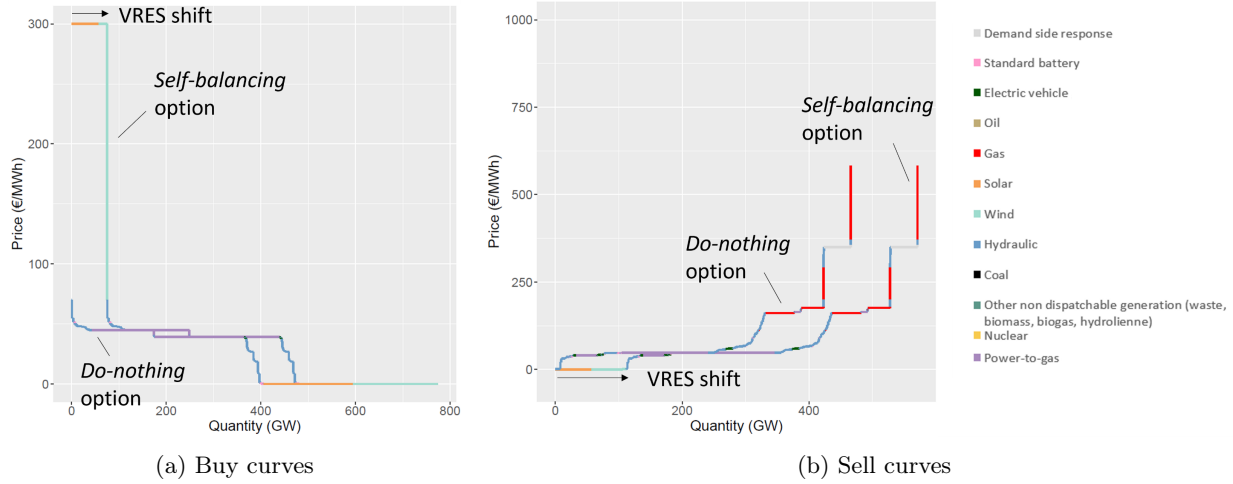 300
200
100
0
0
200
400
600
800
Price (€/MWh)
Quantity (GW)
VRES shift
Self-balancing
option
Do-nothing
option
(a) Buy curves
1000
750
500
250
0
0
200
400
Price (€/MWh)
Quantity (GW)
Self-balancing
option
Do-nothing
option
VRES shift
(b) Sell curves
Demand side response
Standard battery
Electric vehicle
Oil
Gas
Solar
Wind
Hydraulic
Coal
Other non dispatchable generation (waste,
biomass, biogas, hydrolienne)
Nuclear
Power-to-gas